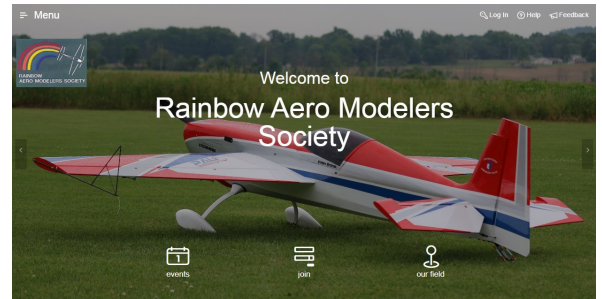 Menu
Log In
Help
Feedback
RAINBOW
AERO MODELERS SOCIETY
Welcome to
Rainbow Aero Modelers
Society
1
events
join
our field